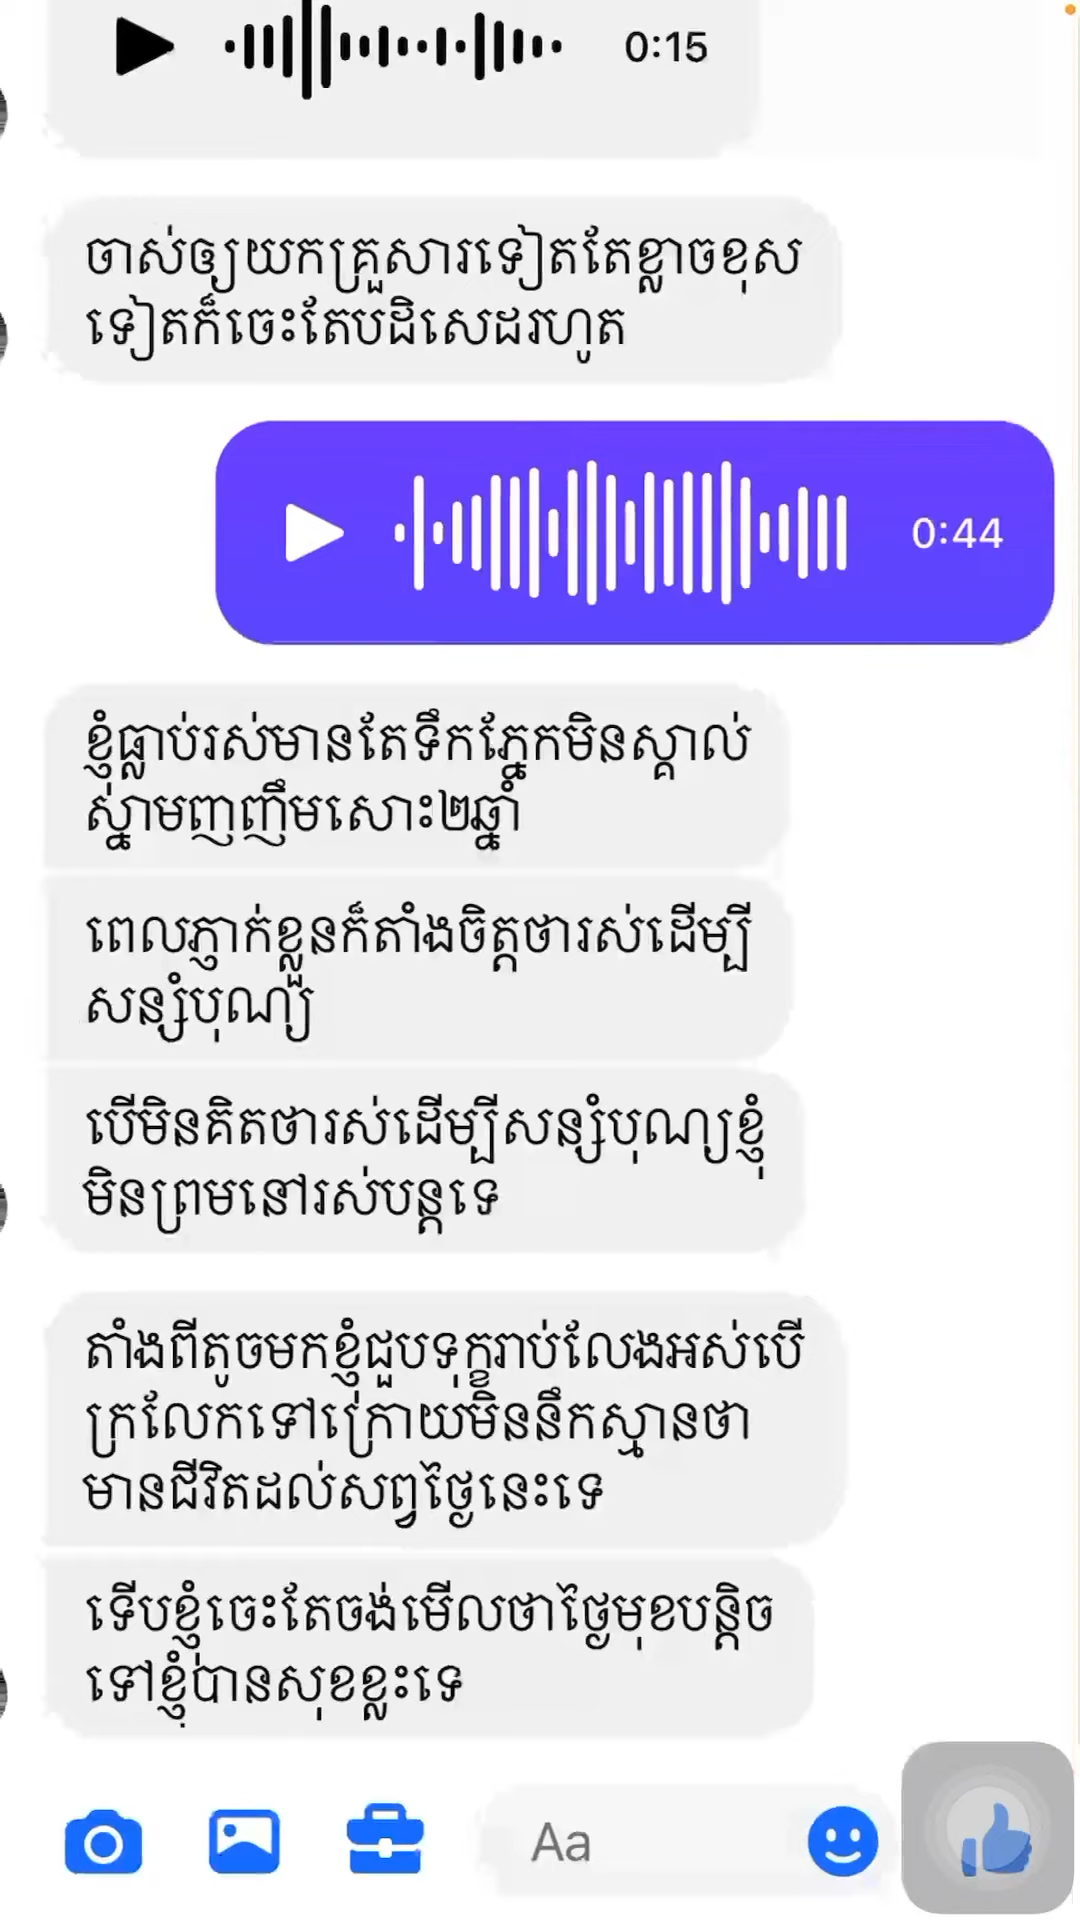 0:15
ចាស់ឲ្យយកគ្រួសារទៀតតែខ្លាចខុស
ទៀតក៏ចេះតែបដិសេដរហូត
0:44
ខ្ញុំធ្លាប់រស់មានតែទឹកភ្នែកមិនស្គាល់
ស្នាមញញឹមសោះ២ឆ្នាំ
ពេលភ្ញាក់ខ្លួនក៏តាំងចិត្តថារស់ដើម្បី
សន្សំបុណ្យ
បើមិនគិតថារស់ដើម្បីសន្សំបុណ្យខ្ញុំ
មិនព្រមនៅរស់បន្តទេ
តាំងពីតូចមកខ្ញុំជួបទុក្ខរាប់លែងអស់បើ
ក្រលែកទៅក្រោយមិននឹកស្មានថា
មានជីវិតដល់សព្វថ្ងៃនេះទេ
ទើបខ្ញុំចេះតែចង់មើលថាថ្ងៃមុខបន្តិច
ទៅខ្ញុំបានសុខខ្លះទេ
Aa